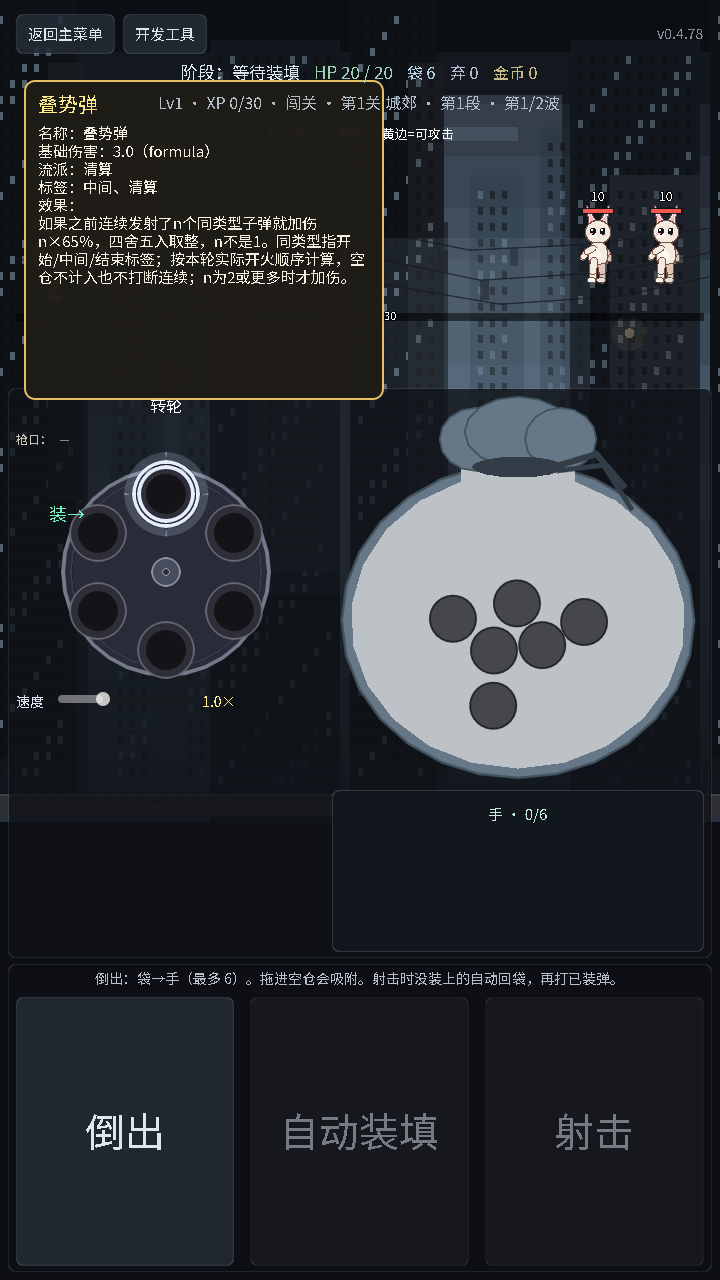 返回主菜单
开发工具
v0.4.78
阶段：等待装填 HP 20/20 袋 6 弃 0 金币 0
叠势弹
Lv1 · XP 0/30 · 闯关 · 第1关 城郊 · 第1段 · 第1/2波
名称：叠势弹
黄边=可攻击
基础伤害：3.0（formula）
流派：清算
标签：中间、清算
效果：
如果之前连续发射了n个同类型子弹就加伤
n×65%，四舍五入取整，n不是1。同类型指开
始/中间/结束标签；按本轮实际开火顺序计算，空
仓不计入也不打断连续；n为2或更多时才加伤。
10
10
30
转轮
枪口： —
装→
速度
1.0×
手 · 0/6
倒出：袋→手（最多 6）。拖进空仓会吸附。射击时没装上的自动回袋，再打已装弹。
倒出
自动装填
射击